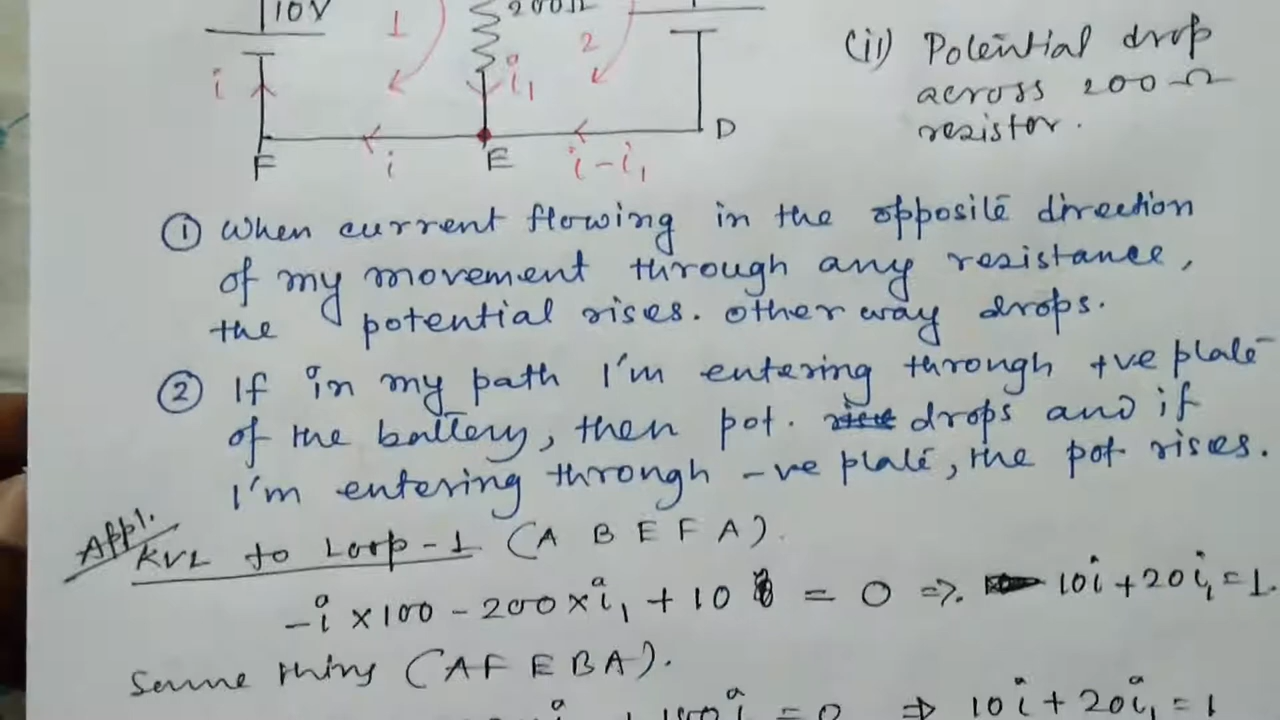 10V
1
200Ω
2
i
i₁
F
i
E
i-i₁
D
(ii) Potential drop
across 200-Ω
resistor.
① When current flowing in the opposite direction
of my movement through any resistance,
the potential rises. other way drops.
② If in my path I'm entering through +ve plate
of the battery, then pot. drops and if
I'm entering through -ve plate, the pot rises.
Appl.
KVL to Loop-1 (A B E F A).
-i×100 - 200×i₁ + 10 = 0 ⇒ 10i + 20i₁ = 1.
Same thing (AFEBA).
i₁ = 0 ⇒ 10i + 20i₁ = 1